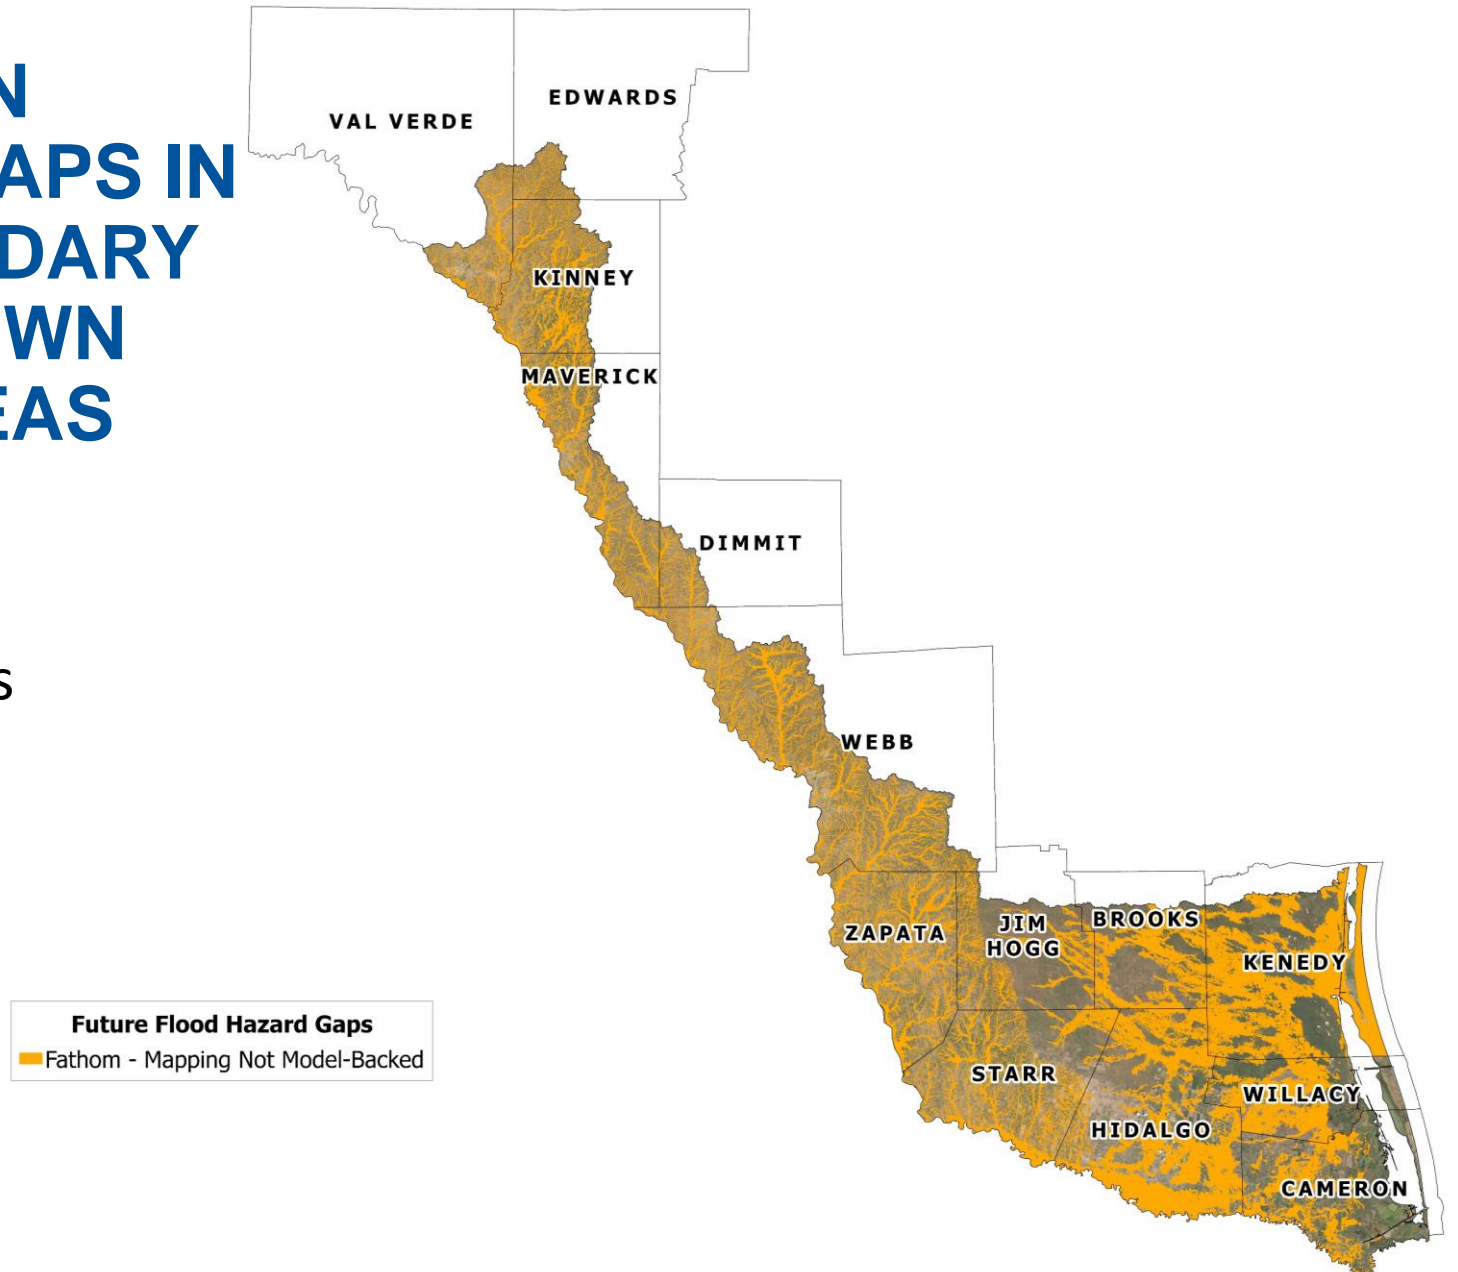 N
APS IN
DARY
WN
EAS
S
VAL VERDE
EDWARDS
KINNEY
MAVERICK
DIMMIT
WEBB
ZAPATA
JIM
HOGG
BROOKS
KENEDY
STARR
WILLACY
HIDALGO
CAMERON
Future Flood Hazard Gaps
Fathom - Mapping Not Model-Backed